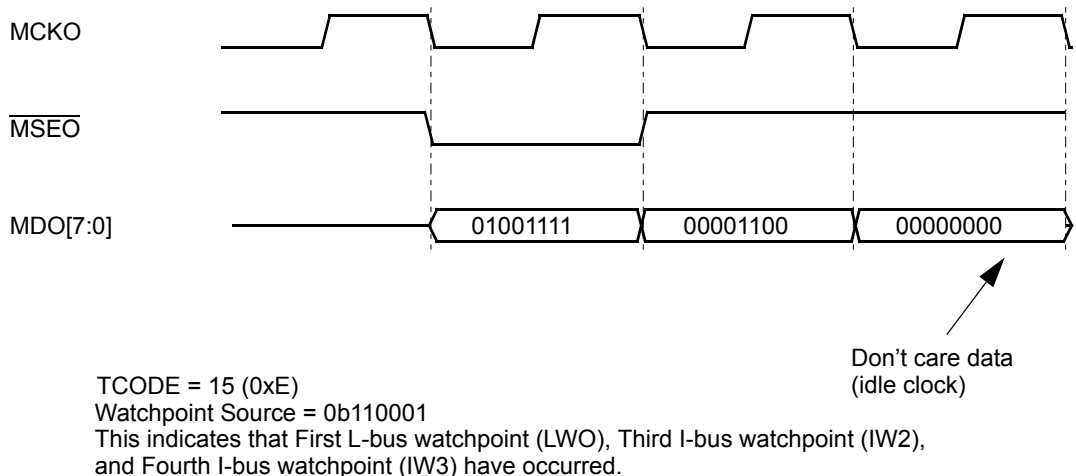 MCKO
MSEO
MDO[7:0]
01001111
00001100
00000000
Don’t care data
(idle clock)
TCODE = 15 (0xE)
Watchpoint Source = 0b110001
This indicates that First L-bus watchpoint (LWO), Third I-bus watchpoint (IW2),
and Fourth I-bus watchpoint (IW3) have occurred.